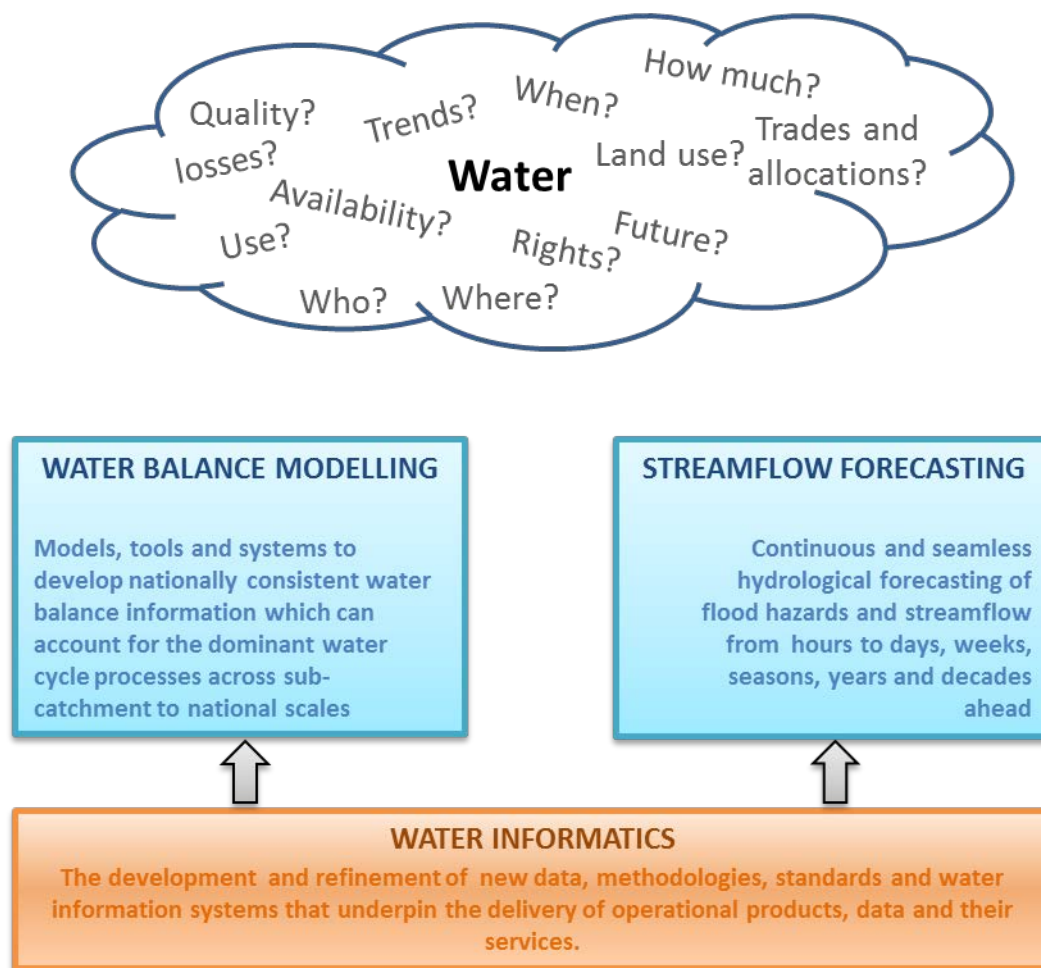 How much?
When?
Quality?
Trends?
Trades and
allocations?
Land use?
losses?
Water
Availability?
Use?
Rights?
Future?
Who?
Where?
WATER BALANCE MODELLING
Models, tools and systems to
develop nationally consistent water
balance information which can
account for the dominant water
cycle processes across sub-
catchment to national scales
STREAMFLOW FORECASTING
Continuous and seamless
hydrological forecasting of
flood hazards and streamflow
from hours to days, weeks,
seasons, years and decades
ahead
WATER INFORMATICS
The development and refinement of new data, methodologies, standards and water
information systems that underpin the delivery of operational products, data and their
services.